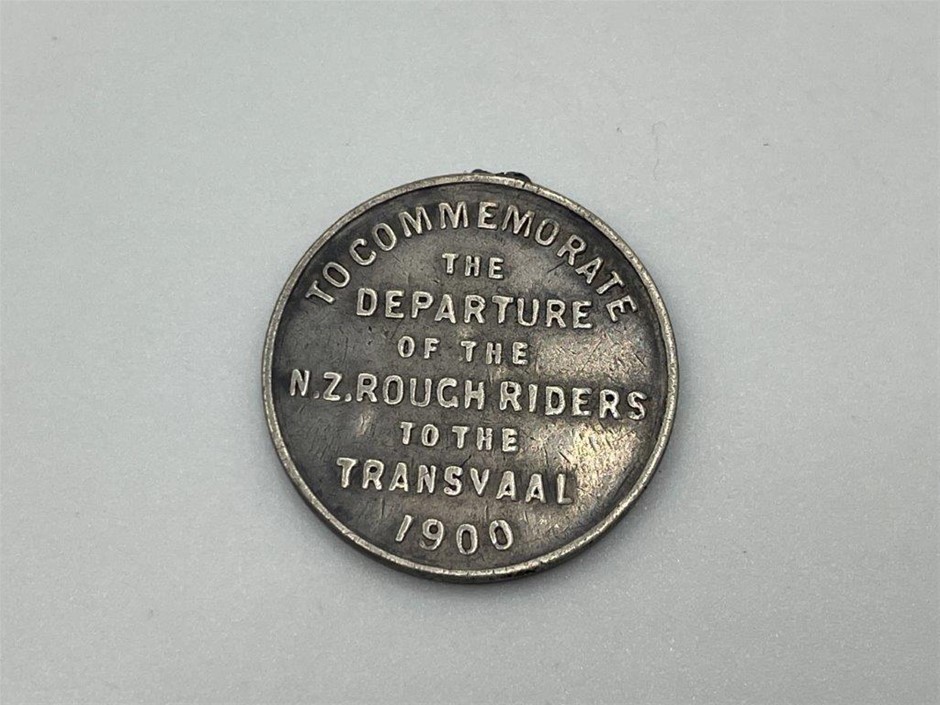 TO COMMEMORATE
THE
DEPARTURE
OF THE
N.Z. ROUGH RIDERS
TO THE
TRANSVAAL
1900